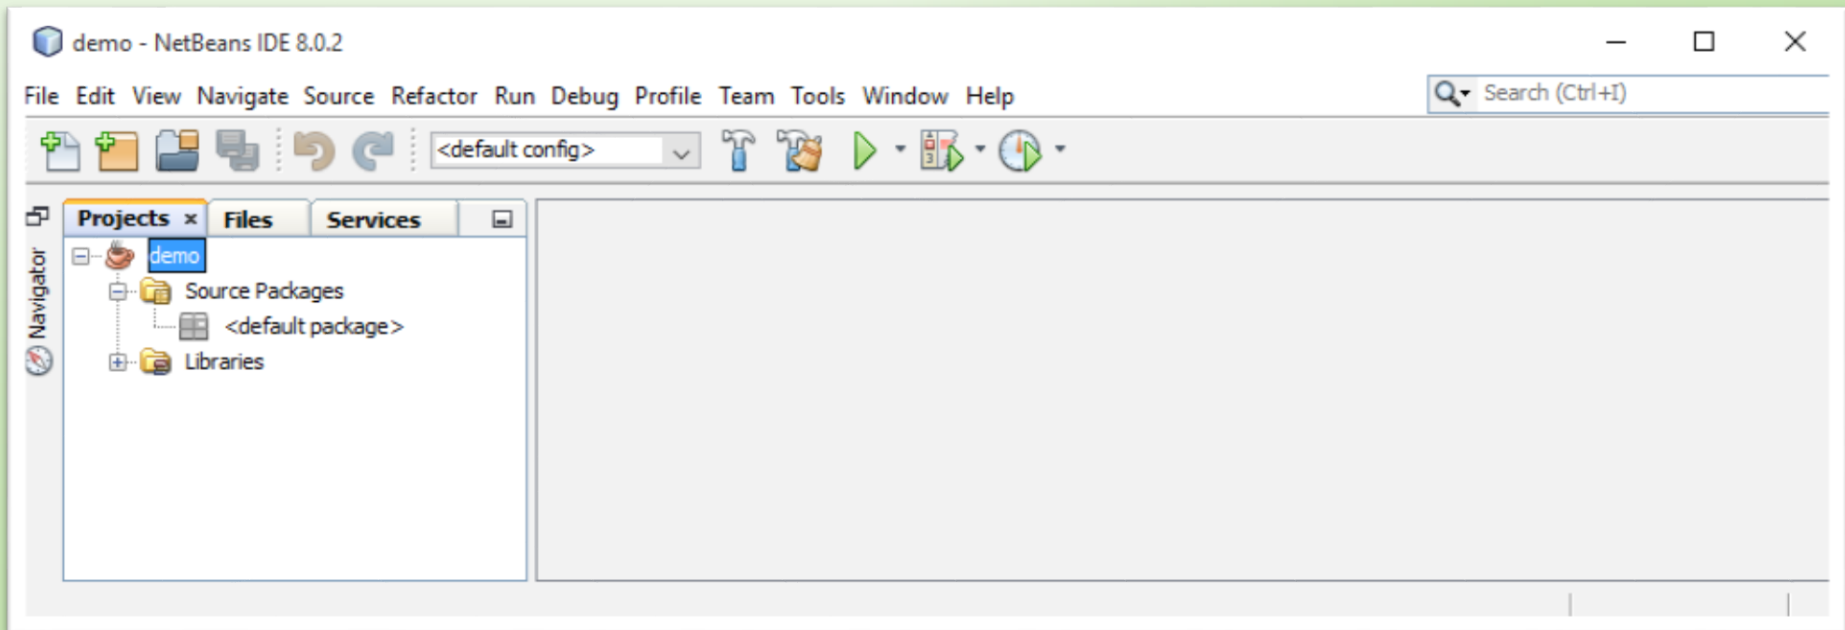 demo - NetBeans IDE 8.0.2
File Edit View Navigate Source Refactor Run Debug Profile Team Tools Window Help
Search (Ctrl+I)
<default config>
Projects x Files Services
Navigator
demo
Source Packages
<default package>
Libraries